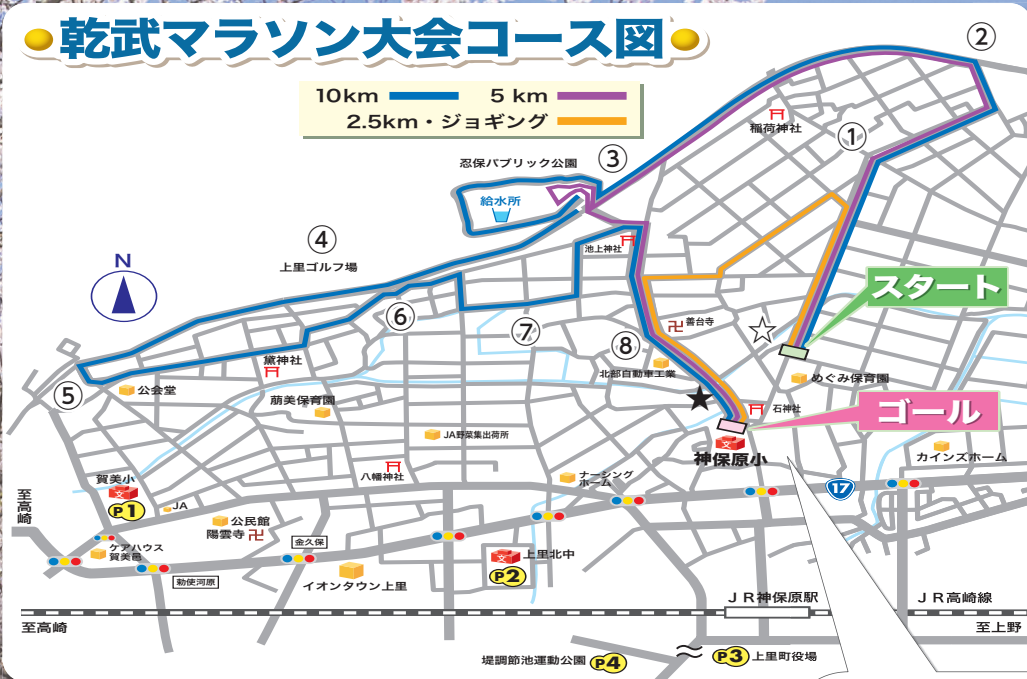 乾武マラソン大会コース図
10km
5 km
2.5km・ジョギング
②
稲荷神社
①
忍保パブリック公園
③
給水所
④
上里ゴルフ場
池上神社
N
スタート
⑥
⑦
☆
卍善台寺
⑧
北部自動車工業
黛神社
めぐみ保育園
公会堂
⑤
萠美保育園
★
石神社
ゴール
JA野菜集出荷所
文
神保原小
カインズホーム
八幡神社
ナーシング
ホーム
17
賀美小
文
P1
JA
至高崎
公民館
陽雲寺卍
金久保
ケアハウス
賀美邑
勅使河原
イオンタウン上里
文
上里北中
P2
JR神保原駅
JR高崎線
至高崎
至上野
堤調節池運動公園 P4
P3 上里町役場